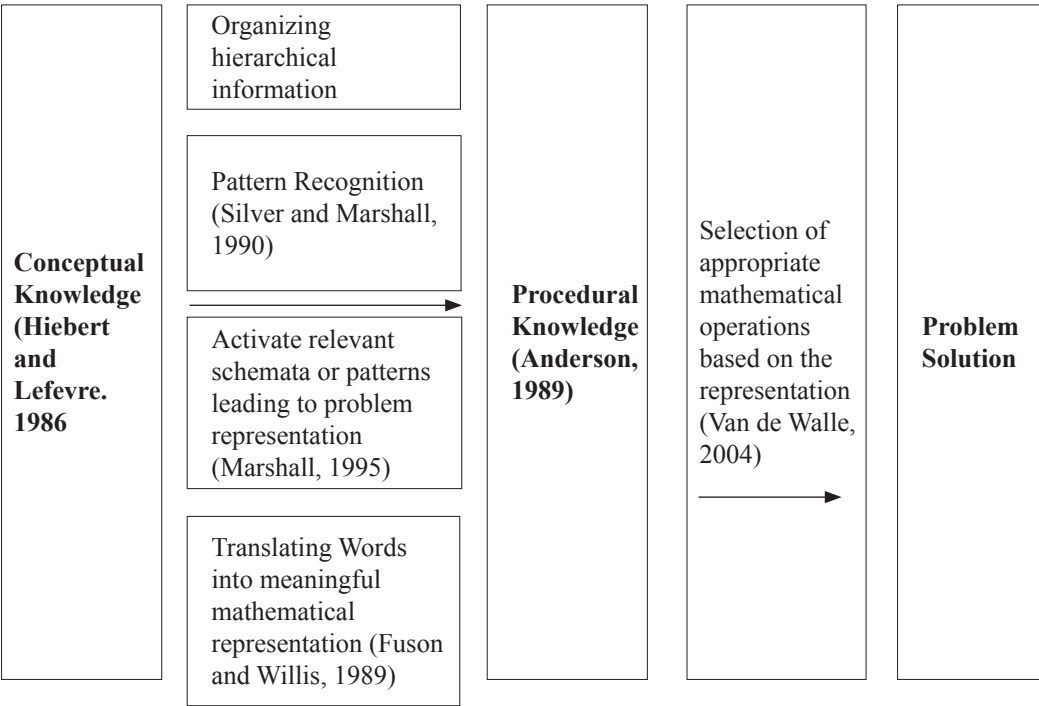 Conceptual
Knowledge
(Hiebert
and
Lefevre.
1986
Organizing
hierarchical
information
Pattern Recognition
(Silver and Marshall,
1990)
Activate relevant
schemata or patterns
leading to problem
representation
(Marshall, 1995)
Translating Words
into meaningful
mathematical
representation (Fuson
and Willis, 1989)
Procedural
Knowledge
(Anderson,
1989)
Selection of
appropriate
mathematical
operations
based on the
representation
(Van de Walle,
2004)
Problem
Solution